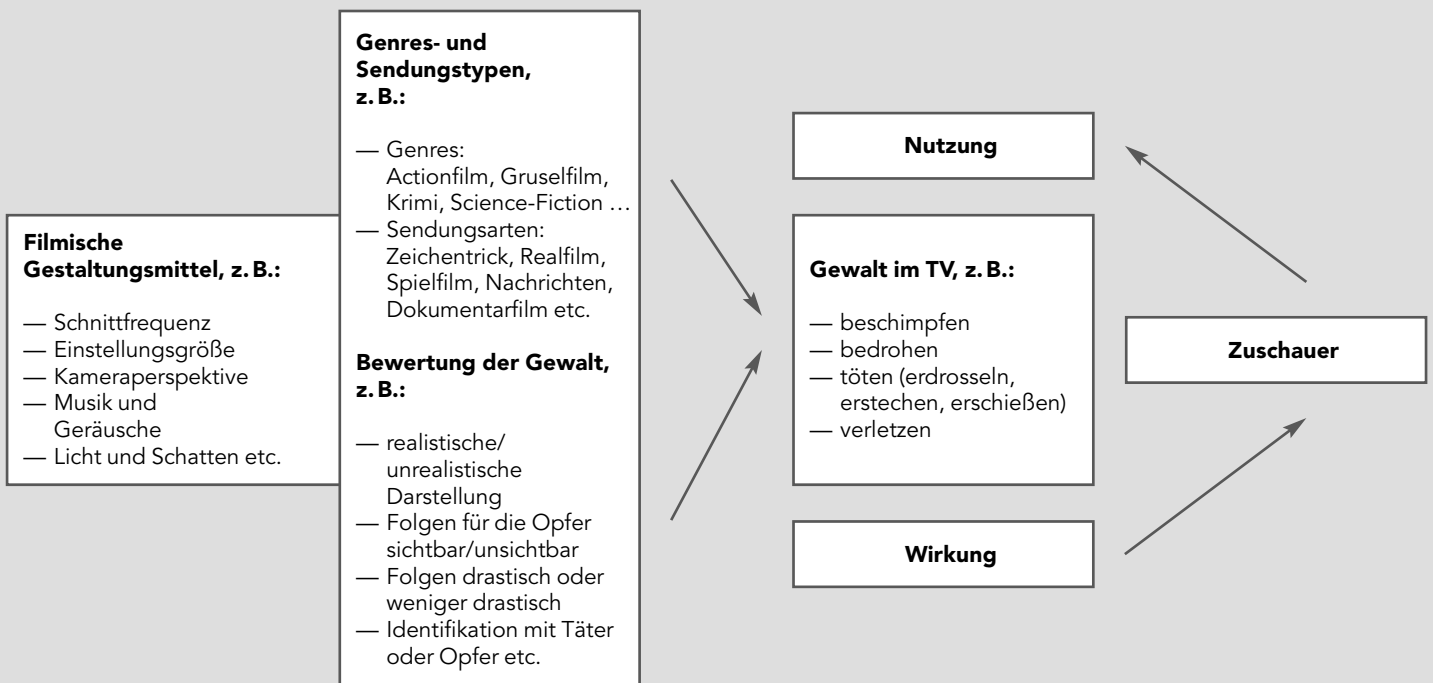 Filmische
Gestaltungsmittel, z. B.:
— Schnittfrequenz
— Einstellungsgröße
— Kameraperspektive
— Musik und
Geräusche
— Licht und Schatten etc.
Genres- und
Sendungstypen,
z. B.:
— Genres:
Actionfilm, Gruselfilm,
Krimi, Science-Fiction …
— Sendungsarten:
Zeichentrick, Realfilm,
Spielfilm, Nachrichten,
Dokumentarfilm etc.
Bewertung der Gewalt,
z. B.:
— realistische/
unrealistische
Darstellung
— Folgen für die Opfer
sichtbar/unsichtbar
— Folgen drastisch oder
weniger drastisch
— Identifikation mit Täter
oder Opfer etc.
Nutzung
Gewalt im TV, z. B.:
— beschimpfen
— bedrohen
— töten (erdrosseln,
erstechen, erschießen)
— verletzen
Wirkung
Zuschauer